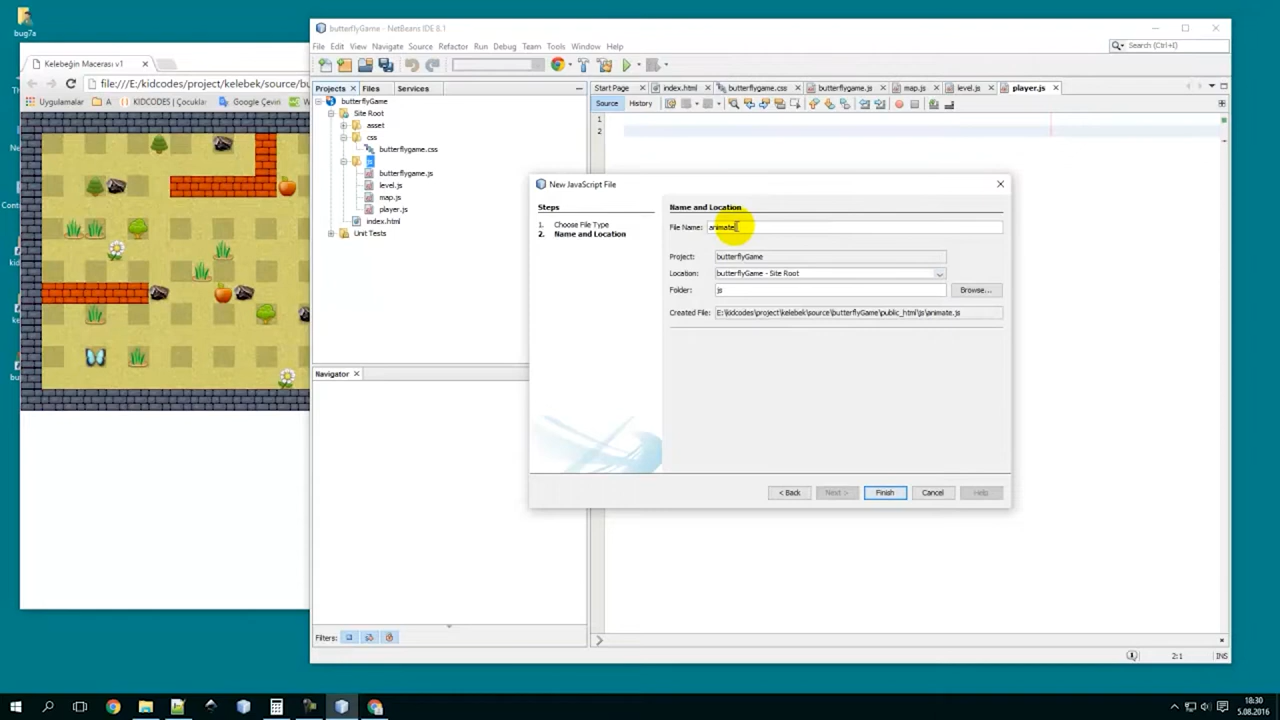 bug7a
butterflyGame - NetBeans IDE 8.1
File Edit View Navigate Source Refactor Run Debug Team Tools Window Help
Search (Ctrl+I)
Kelebeğin Macerası v1
file:///E:/kidcodes/project/kelebek/source/bu
Uygulamalar A KIDCODES | Çocuklar Google Çeviri
Projects Files Services
Start Page index.html butterflygame.css butterflygame.js map.js level.js player.js
Source History
butterflyGame
Site Root
asset
css
butterflygame.css
js
butterflygame.js
level.js
map.js
player.js
index.html
Unit Tests
1
2
New JavaScript File
Steps
1. Choose File Type
2. Name and Location
Name and Location
File Name: animate
Project: butterflyGame
Location: butterflyGame - Site Root
Folder: js
Browse...
Created File: E:\kidcodes\project\kelebek\source\butterflyGame\public_html\js\animate.js
< Back Next > Finish Cancel Help
Navigator
Filters:
2:1 INS
18:30
5.08.2016